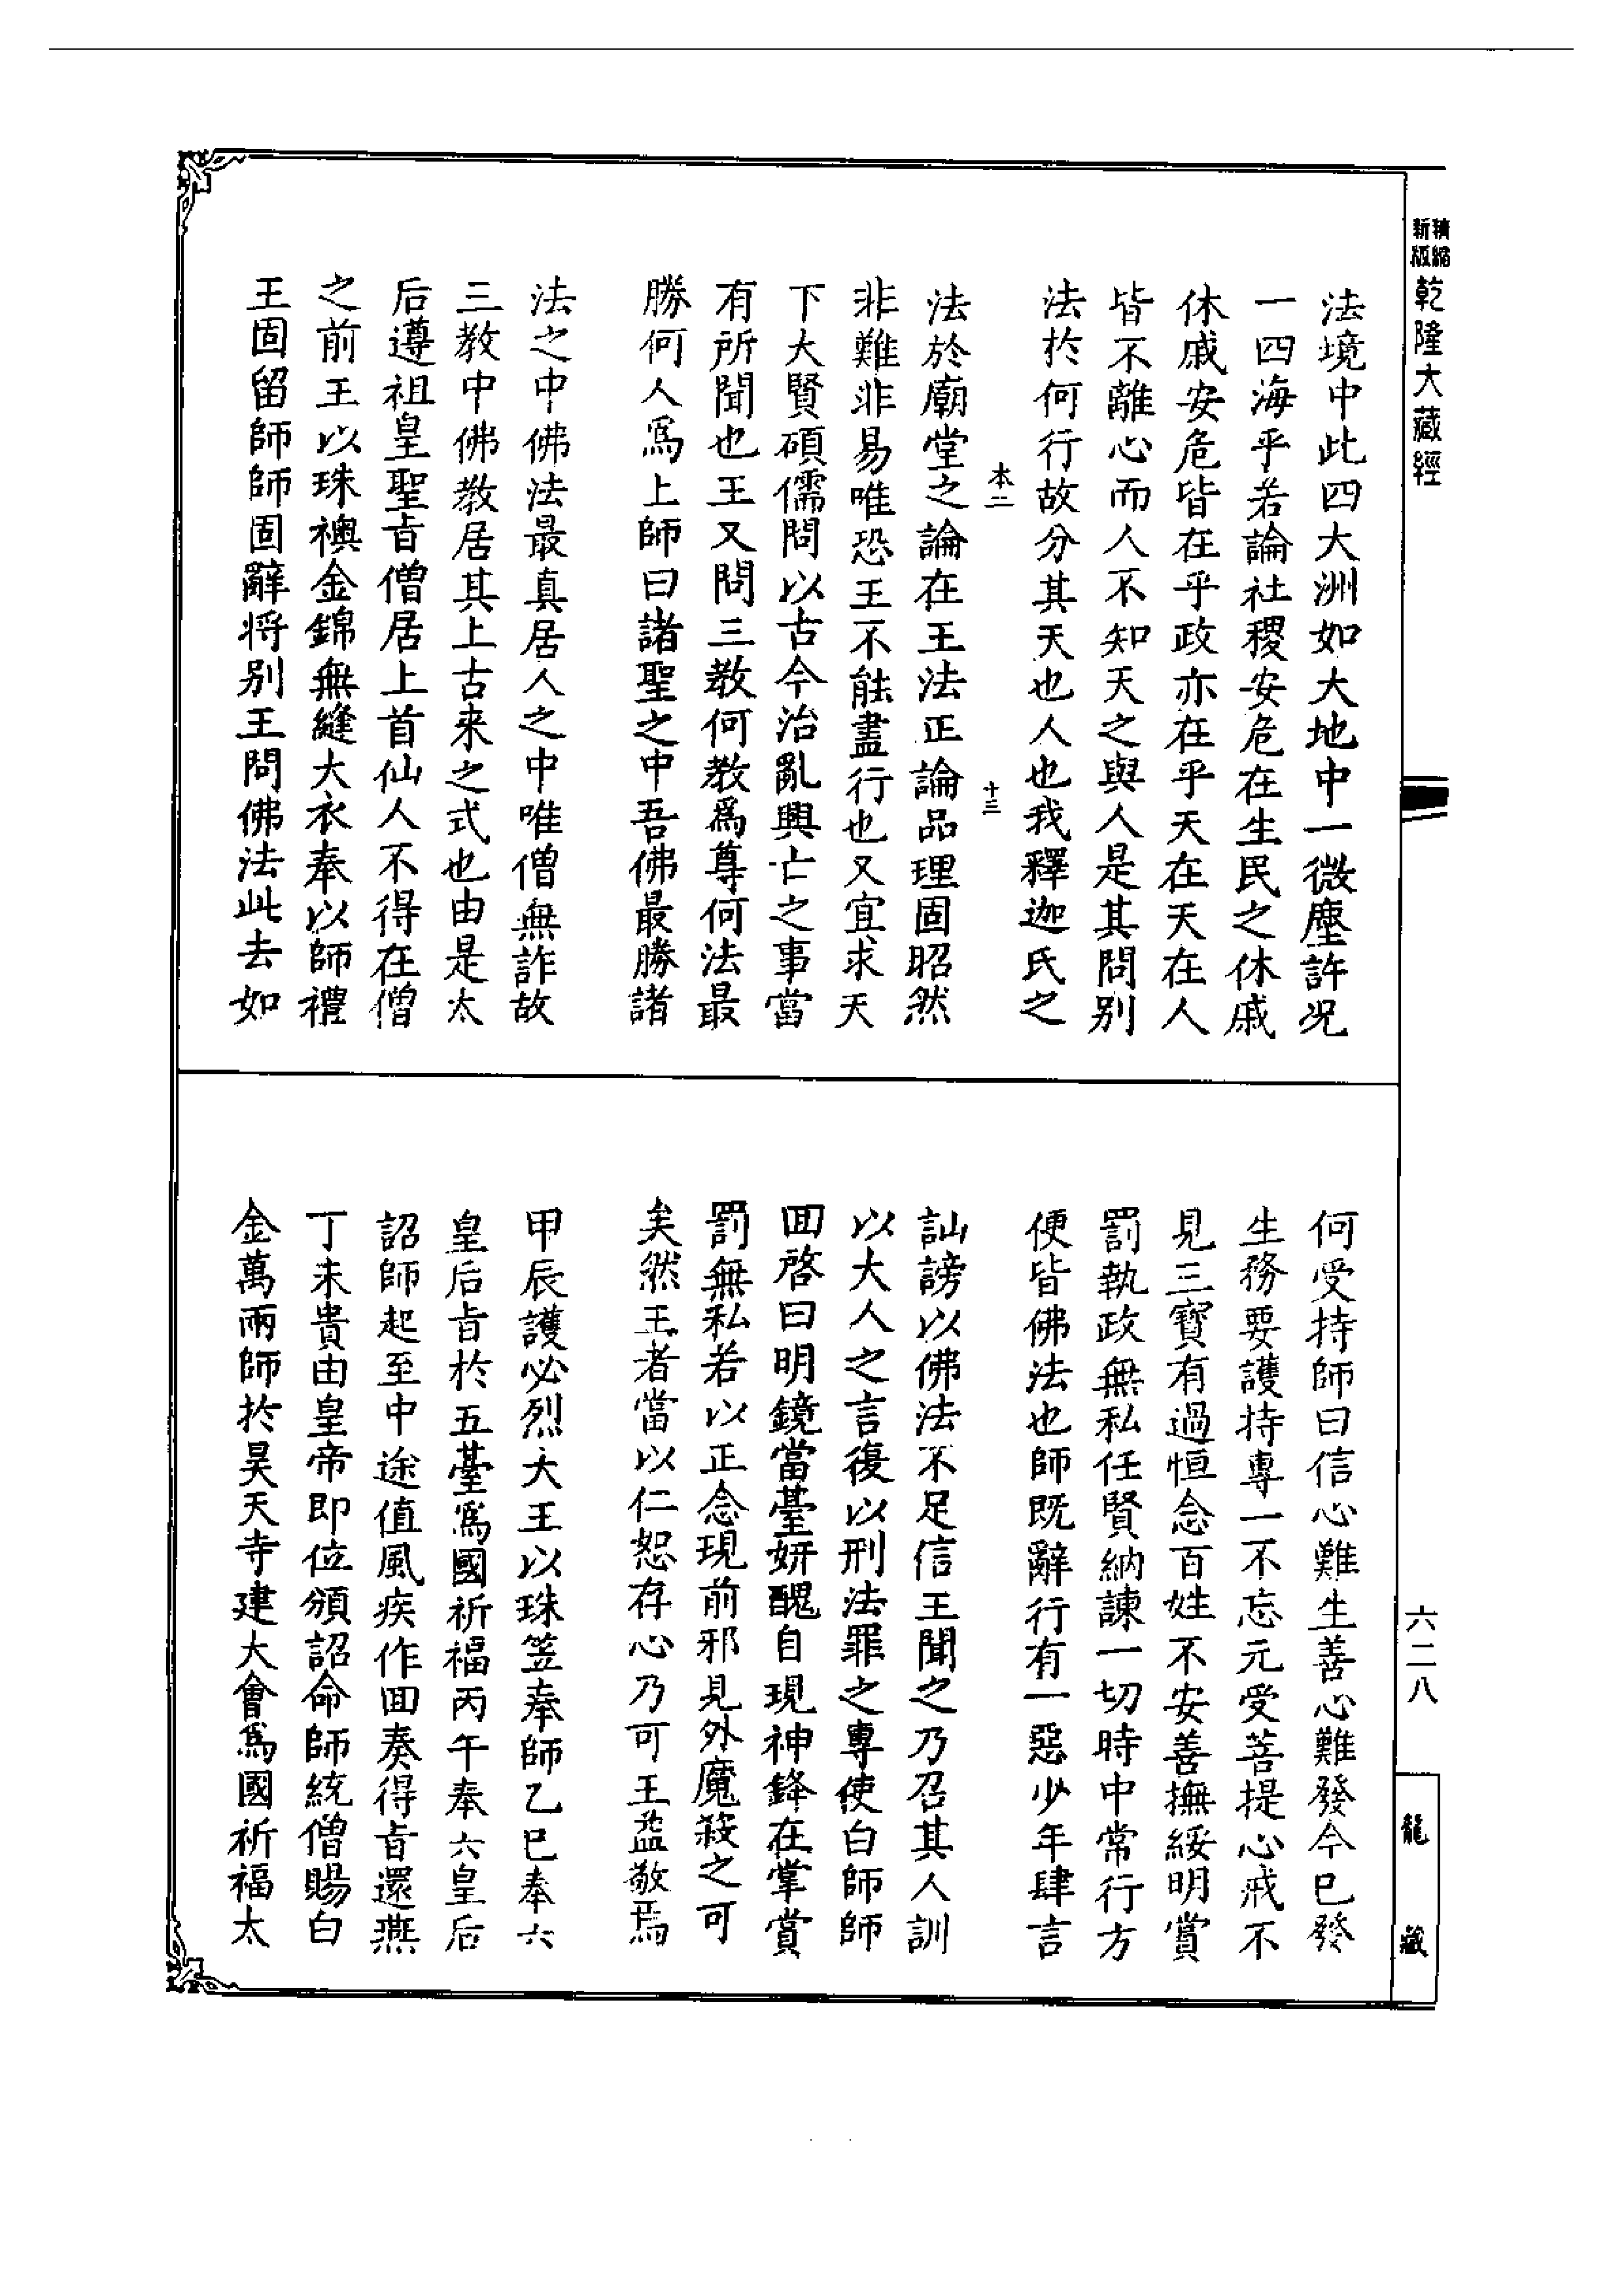 精縮
新版
乾隆大藏經
法境中此四大洲如大地中一微塵許况
一四海乎若論社稷安危在生民之休戚
休戚安危皆在乎政亦在乎天在天在人
皆不離心而人不知天之與人是其問別
法於何行故分其天也人也我釋迦氏之
本二
十三
法於廟堂之論在王法正論品理固昭然
非難非易唯恐王不能盡行也又宜求天
下大賢碩儒問以古今治亂興亡之事當
有所聞也王又問三教何教爲尊何法最
勝何人爲上師曰諸聖之中吾佛最勝諸
法之中佛法最真居人之中唯僧無詐故
三教中佛教居其上古来之式也由是太
后遵祖皇聖旨僧居上首仙人不得在僧
之前王以珠襖金錦無縫大衣奉以師禮
王固留師師固辭将别王問佛法此去如
何受持師曰信心難生善心難發今已發
生務要護持專一不忘元受菩提心戒不
見三寶有過恒念百姓不安善撫綏明賞
罰執政無私任賢納諫一切時中常行方
便皆佛法也師既辭行有一惡少年肆言
訕謗以佛法不足信王聞之乃召其人訓
以大人之言復以刑法罪之專使白師師
回啓曰明鏡當臺妍醜自現神鋒在掌賞
罰無私若以正念現前邪見外魔殺之可
矣然王者當以仁恕存心乃可王益敬焉
甲辰護必烈大王以珠笠奉師乙巳奉六
皇后旨於五臺爲國祈福丙午奉六皇后
詔師起至中途值風疾作回奏得旨還燕
丁未貴由皇帝即位頒詔命師統僧賜白
金萬兩師於昊天寺建大會爲國祈福太
六二八
龍藏